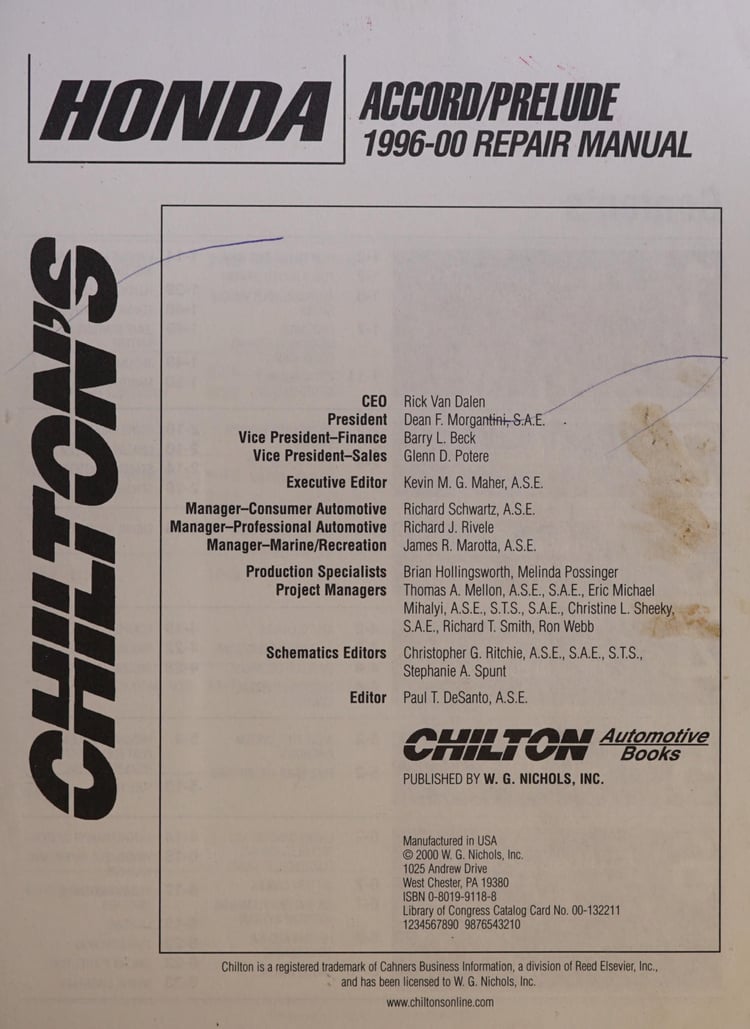 HONDA
ACCORD/PRELUDE
1996-00 REPAIR MANUAL
CHILTON'S
CEO Rick Van Dalen
President Dean F. Morgantini, S.A.E.
Vice President–Finance Barry L. Beck
Vice President–Sales Glenn D. Potere
Executive Editor Kevin M. G. Maher, A.S.E.
Manager–Consumer Automotive Richard Schwartz, A.S.E.
Manager–Professional Automotive Richard J. Rivele
Manager–Marine/Recreation James R. Marotta, A.S.E.
Production Specialists Brian Hollingsworth, Melinda Possinger
Project Managers Thomas A. Mellon, A.S.E., S.A.E., Eric Michael
Mihalyi, A.S.E., S.T.S., S.A.E., Christine L. Sheeky,
S.A.E., Richard T. Smith, Ron Webb
Schematics Editors Christopher G. Ritchie, A.S.E., S.A.E., S.T.S.,
Stephanie A. Spunt
Editor Paul T. DeSanto, A.S.E.
CHILTON Automotive
Books
PUBLISHED BY W. G. NICHOLS, INC.
Manufactured in USA
© 2000 W. G. Nichols, Inc.
1025 Andrew Drive
West Chester, PA 19380
ISBN 0-8019-9118-8
Library of Congress Catalog Card No. 00-132211
1234567890 9876543210
Chilton is a registered trademark of Cahners Business Information, a division of Reed Elsevier, Inc.,
and has been licensed to W. G. Nichols, Inc.
www.chiltonsonline.com